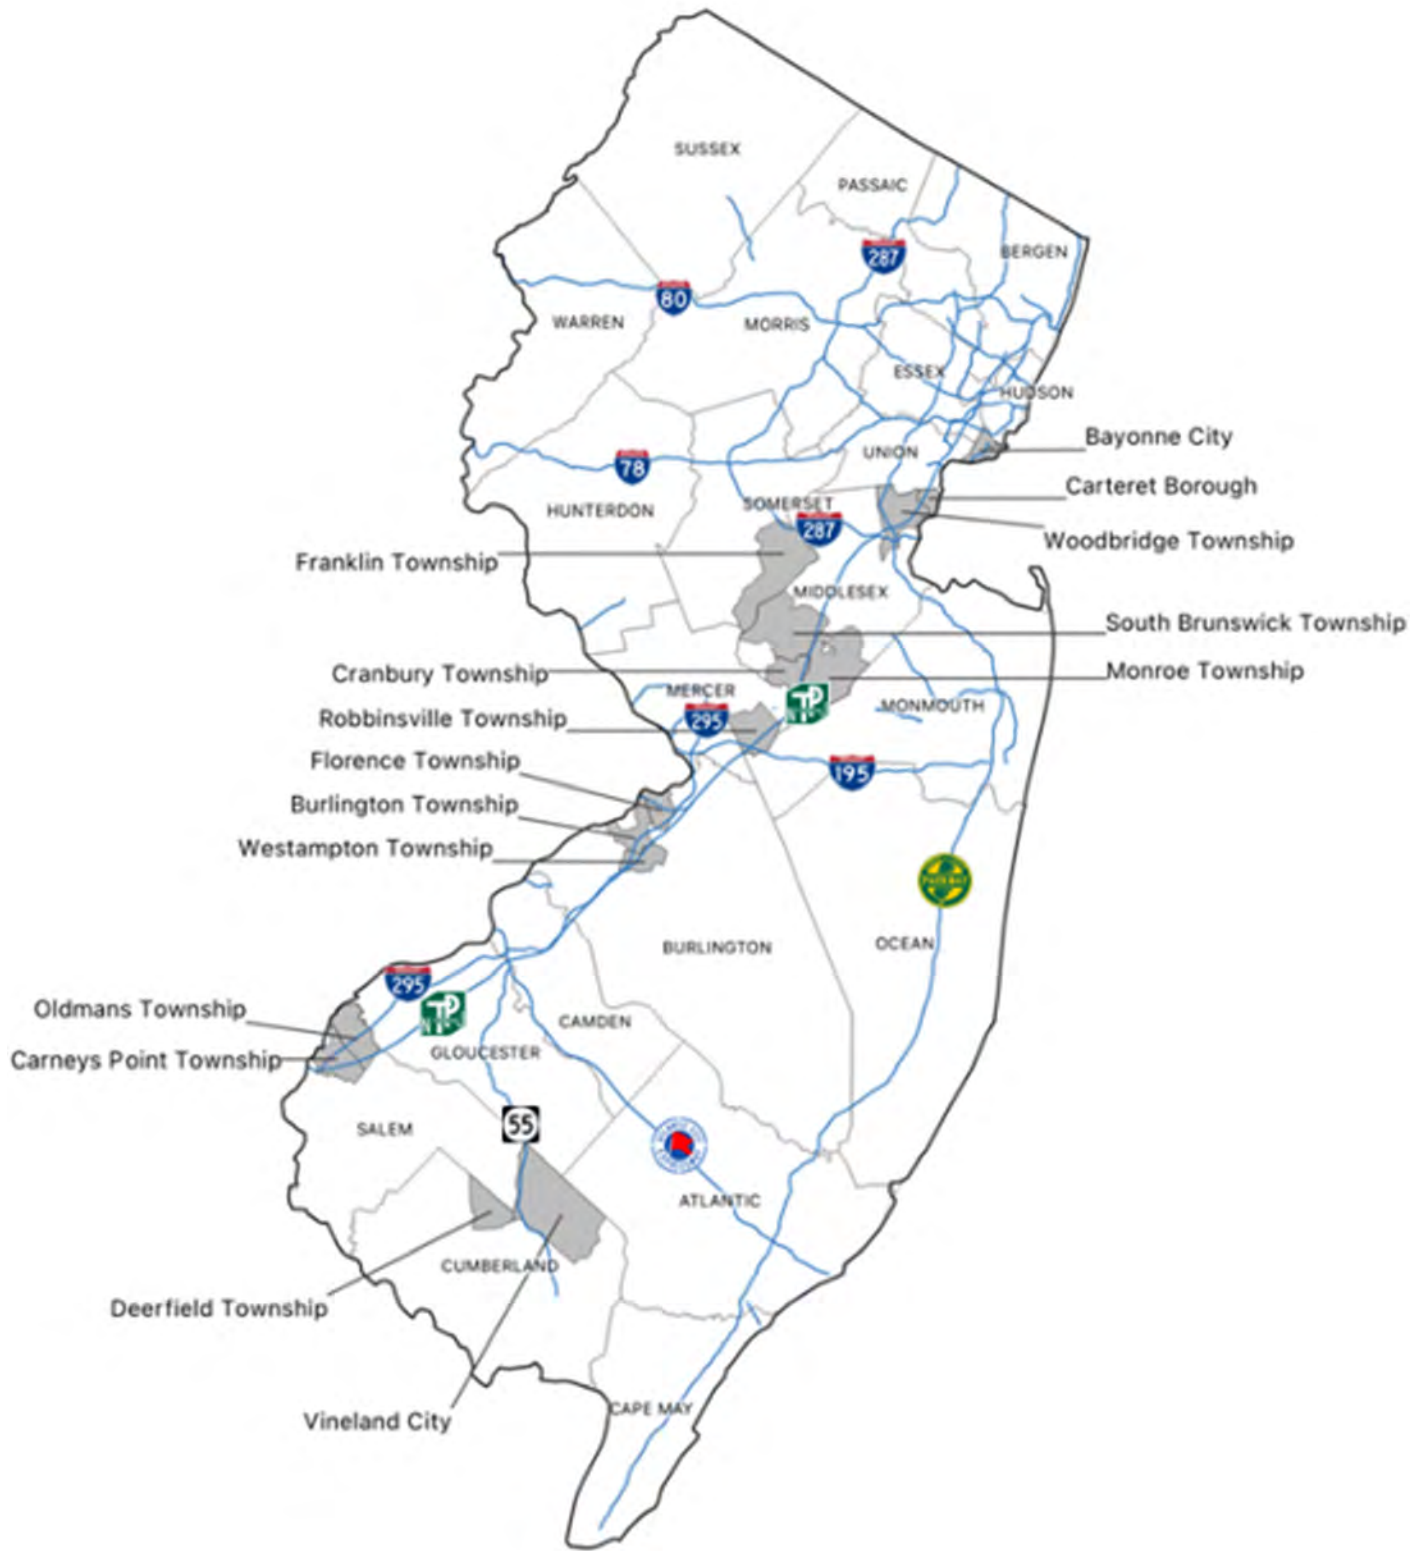 SUSSEX
PASSAIC
287
BERGEN
80
WARREN
MORRIS
ESSEX
HUDSON
Bayonne City
UNION
78
Carteret Borough
SOMERSET
HUNTERDON
287
Woodbridge Township
Franklin Township
MIDDLESEX
South Brunswick Township
Cranbury Township
Monroe Township
MERCER
MONMOUTH
Robbinsville Township
295
Florence Township
195
Burlington Township
Westampton Township
BURLINGTON
OCEAN
295
Oldmans Township
CAMDEN
Carneys Point Township
GLOUCESTER
55
SALEM
ATLANTIC
CUMBERLAND
Deerfield Township
Vineland City
CAPE MAY